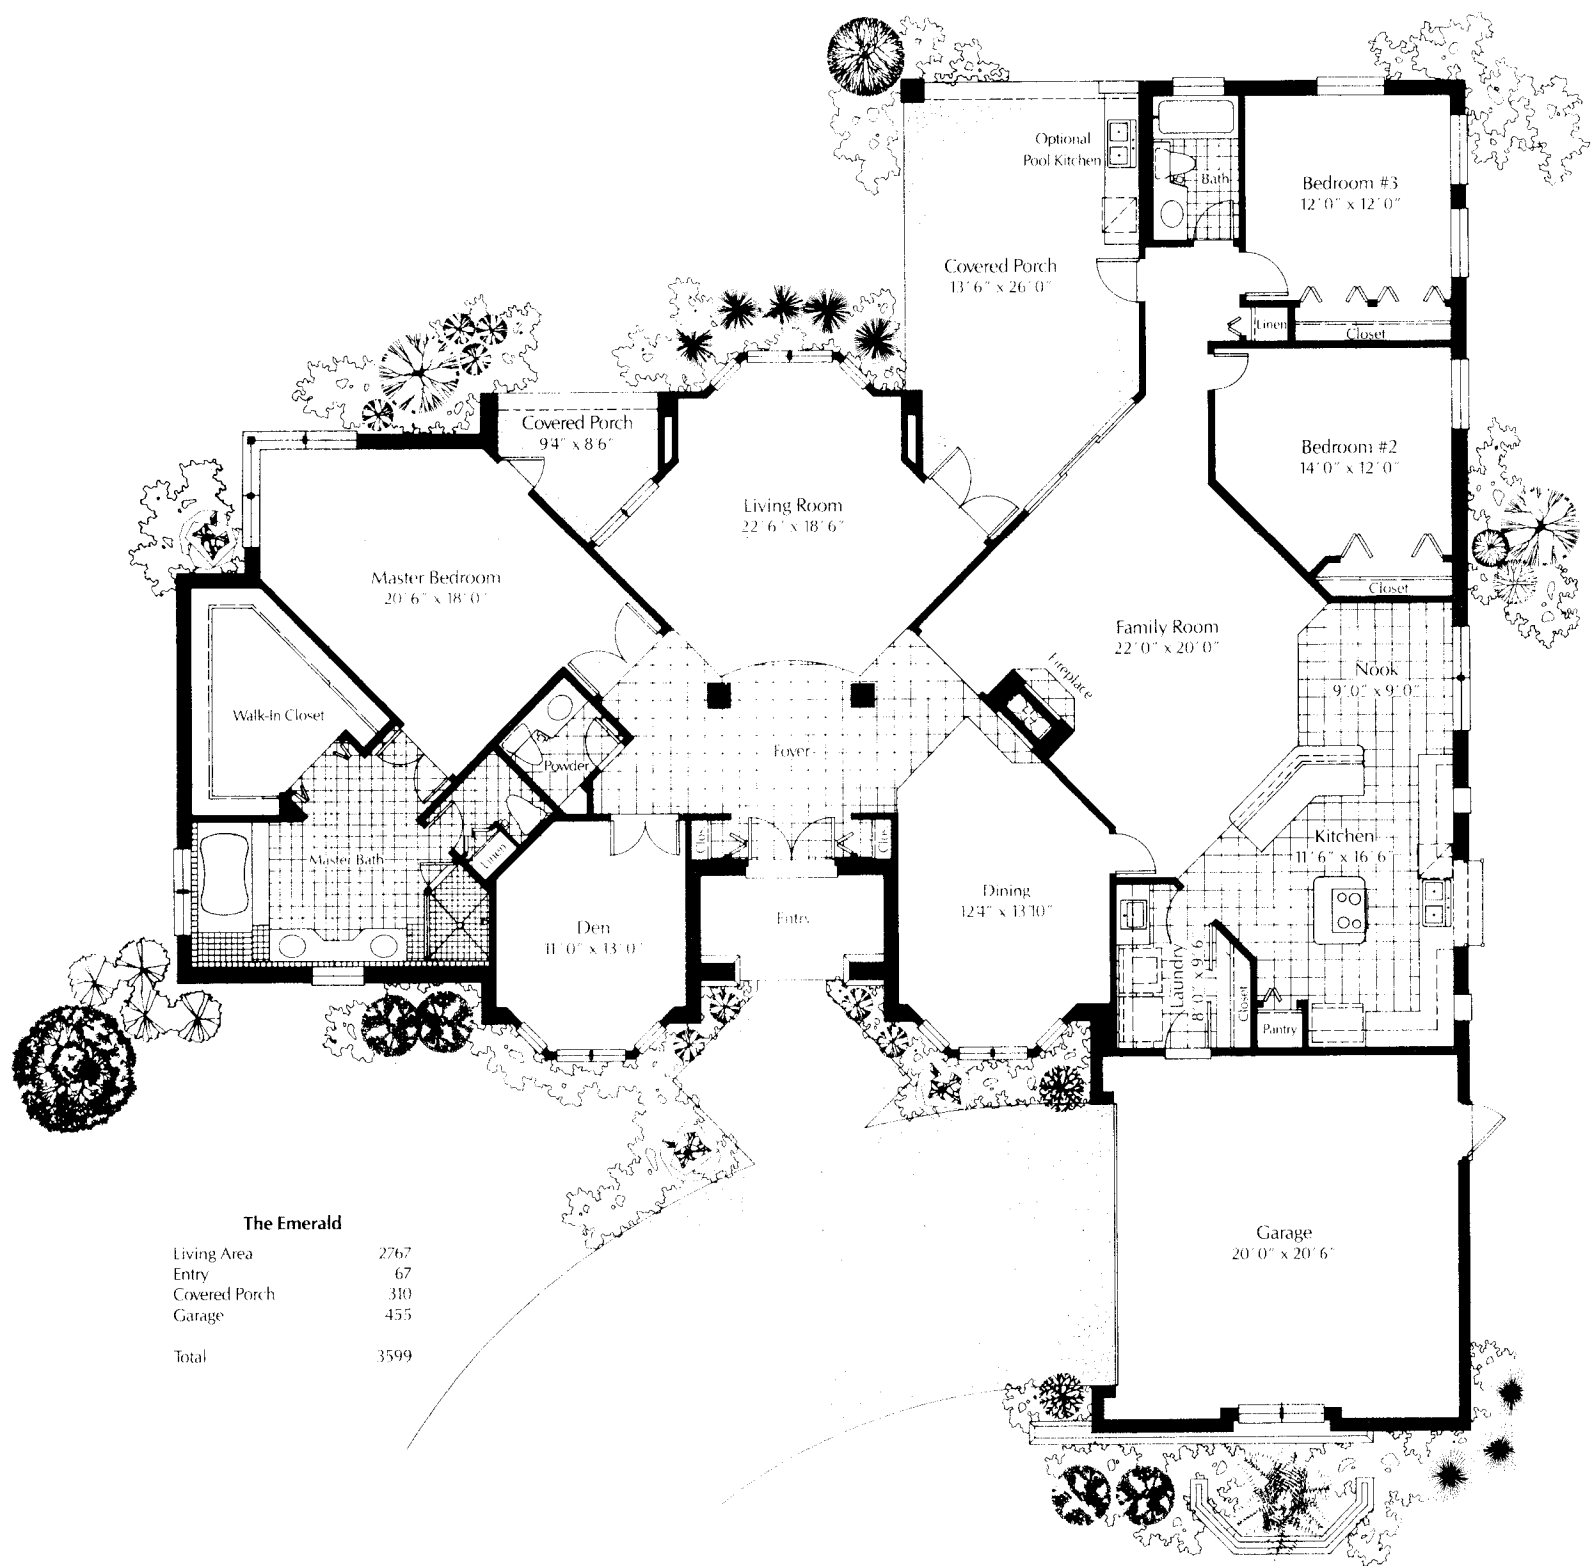 Optional
Pool Kitchen
Bath
Bedroom #3
12'0" x 12'0"
Covered Porch
13'6" x 26'0"
Linen
Closet
Covered Porch
9'4" x 8'6"
Bedroom #2
14'0" x 12'0"
Living Room
22'6" x 18'6"
Master Bedroom
20'6" x 18'0"
Closet
Family Room
22'0" x 20'0"
Fireplace
Nook
9'0" x 9'0"
Walk-In Closet
Foyer
Powder
Kitchen
11'6" x 16'6"
Clos.
Clos.
Linen
Master Bath
Dining
12'4" x 13'10"
Den
11'0" x 13'0"
Entry
Laundry
8'0" x 9'6"
Closet
Pantry
The Emerald
Living Area 2767
Entry 67
Covered Porch 310
Garage 455
Total 3599
Garage
20'0" x 20'6"